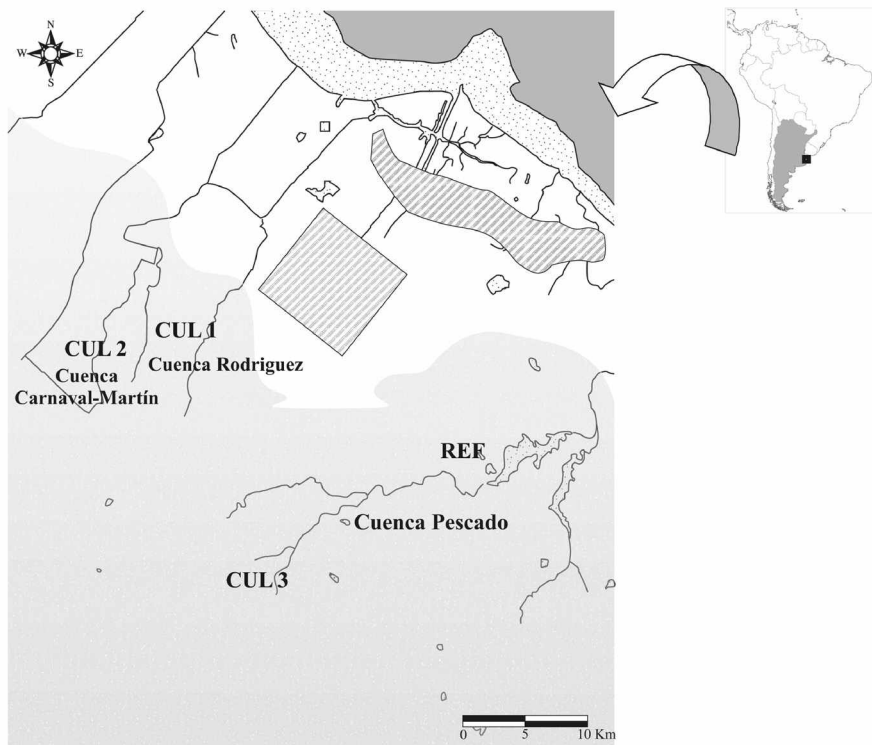 N
W E
S
CUL 1
CUL 2
Cuenca Rodriguez
Cuenca
Carnaval-Martín
REF
Cuenca Pescado
CUL 3
0 5 10 Km